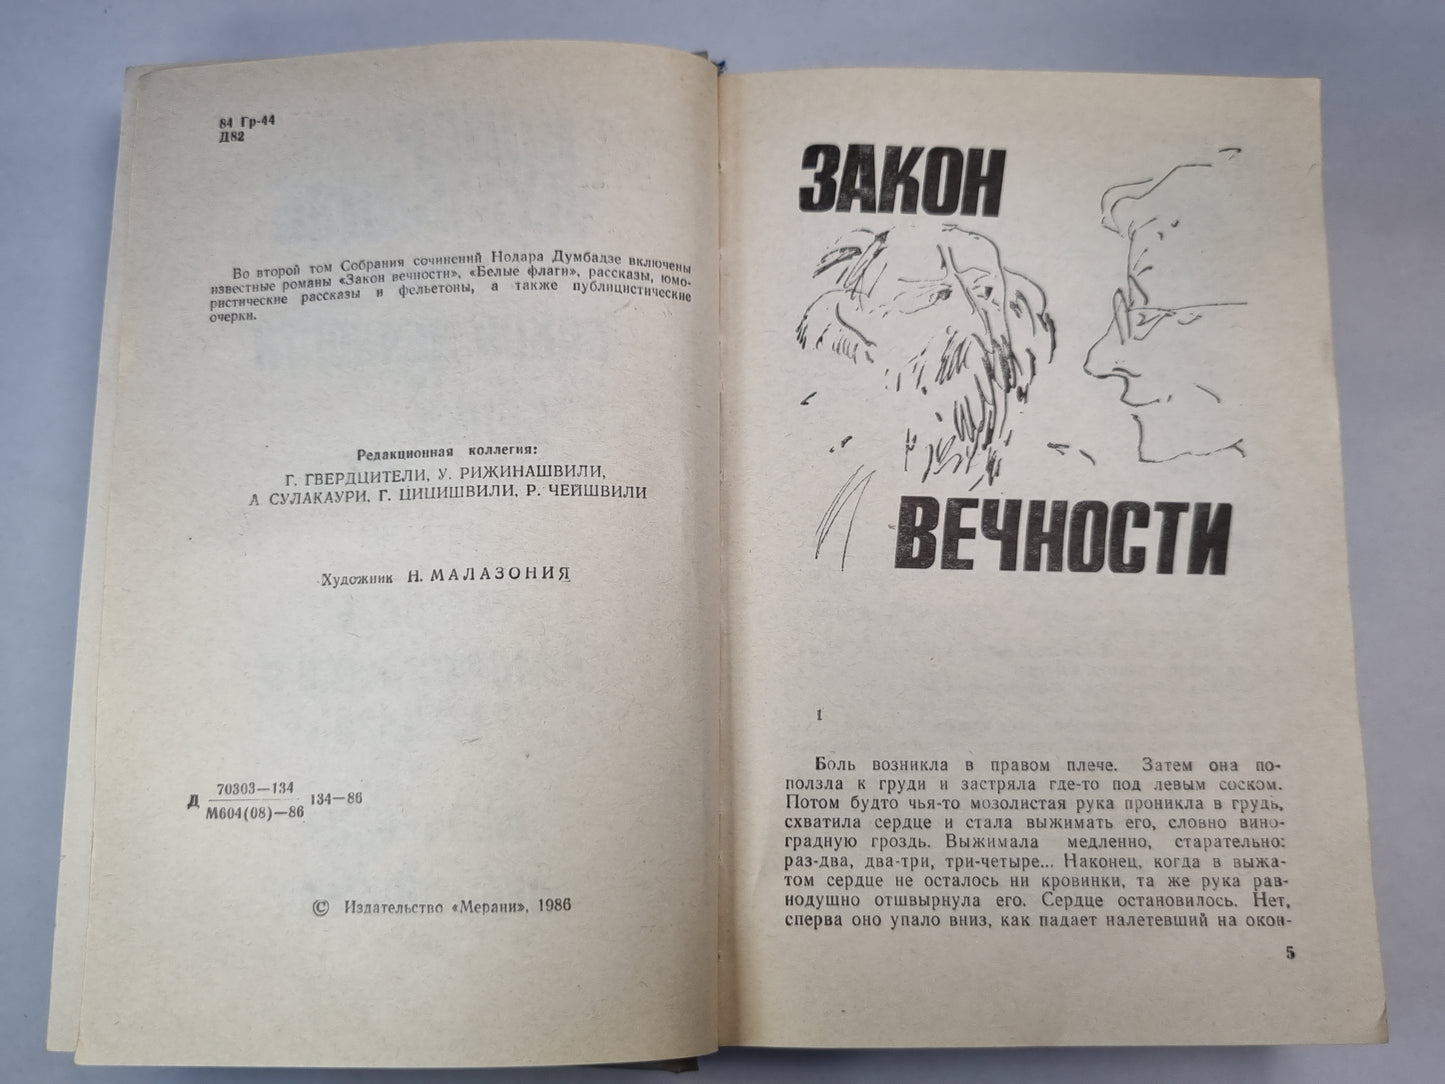 84 Гр-44
Д82
Во второй том Собрания сочинений Нодара Думбадзе включены
известные романы «Закон вечности», «Белые флаги», рассказы, юмо-
ристические рассказы и фельетоны, а также публицистические
очерки.
Редакционная коллегия:
Г. ГВЕРДЦИТЕЛИ, У. РИЖИНАШВИЛИ,
А СУЛАКАУРИ, Г. ЦИЦИШВИЛИ, Р. ЧЕИШВИЛИ
Художник Н. МАЛАЗОНИЯ
Д 70303—134 134—86
М604(08)—86
© Издательство «Мерани», 1986
ЗАКОН
ВЕЧНОСТИ
1
Боль возникла в правом плече. Затем она по-
ползла к груди и застряла где-то под левым соском.
Потом будто чья-то мозолистая рука проникла в грудь,
схватила сердце и стала выжимать его, словно вино-
градную гроздь. Выжимала медленно, старательно:
раз-два, два-три, три-четыре... Наконец, когда в выжа-
том сердце не осталось ни кровинки, та же рука рав-
нодушно отшвырнула его. Сердце остановилось. Нет,
сперва оно упало вниз, как падает налетевший на окон-
5